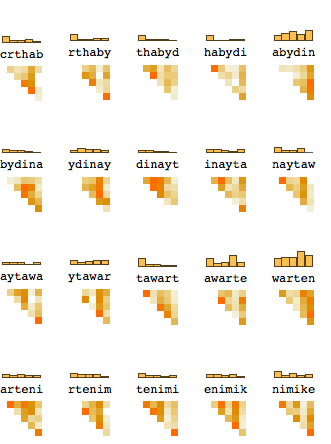 crthab rthaby thabyd habydi abydin
bydina ydinay dinayt inayta naytaw
aytawa ytawar tawart awarte warten
arteni rtenim tenimi enimik nimike